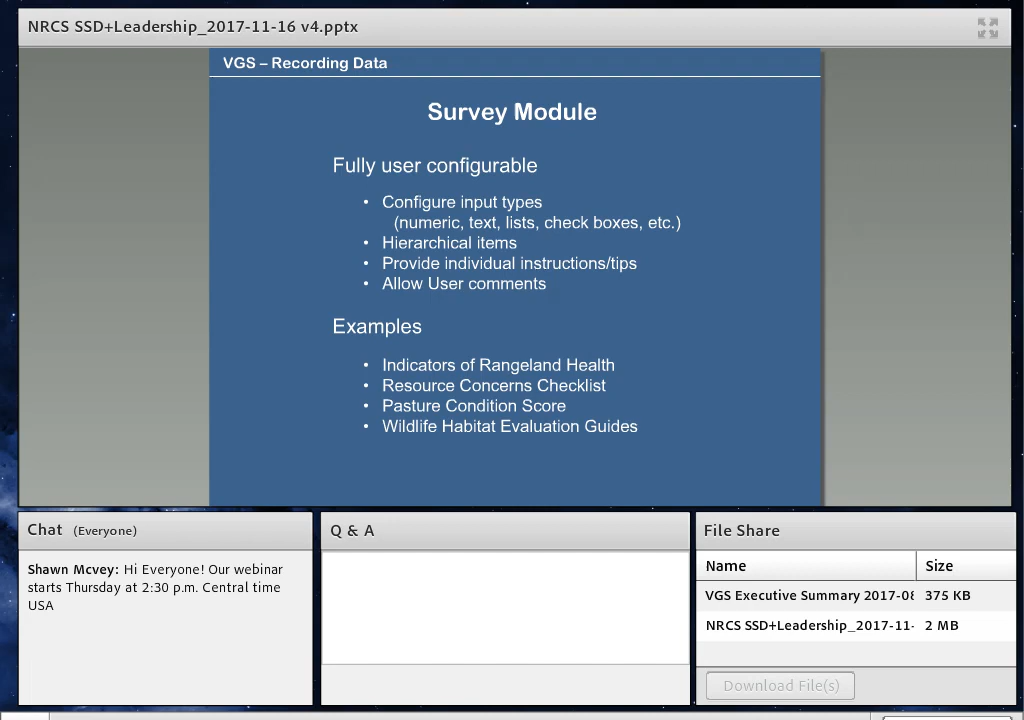 NRCS SSD+Leadership_2017-11-16 v4.pptx
VGS – Recording Data
Survey Module
Fully user configurable
• Configure input types
(numeric, text, lists, check boxes, etc.)
• Hierarchical items
• Provide individual instructions/tips
• Allow User comments
Examples
• Indicators of Rangeland Health
• Resource Concerns Checklist
• Pasture Condition Score
• Wildlife Habitat Evaluation Guides
Chat (Everyone)
Shawn Mcvey: Hi Everyone! Our webinar
starts Thursday at 2:30 p.m. Central time
USA
Q & A
File Share
Name Size
VGS Executive Summary 2017-08 375 KB
NRCS SSD+Leadership_2017-11- 2 MB
Download File(s)